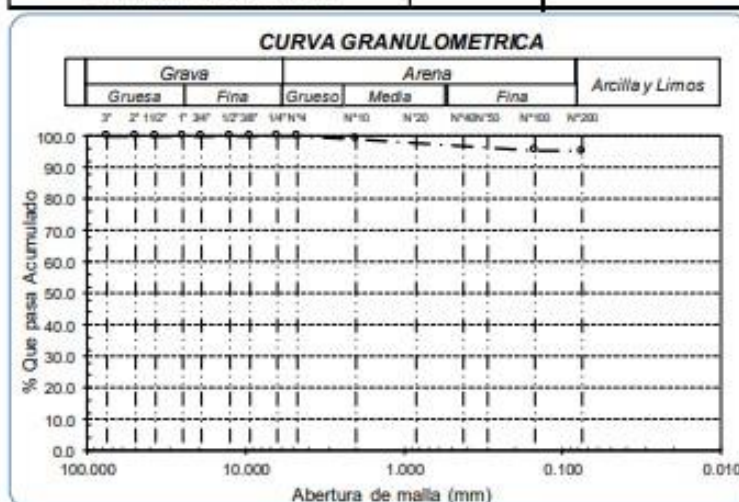 CURVA GRANULOMETRICA
Grava Arena Arcilla y Limos
Gruesa Fina Grueso Media Fina
3" 2" 1 1/2" 1" 3/4" 1/2" 3/8" 1/4" N°4 N°10 N°20 N°40 N°50 N°100 N°200
100.0
90.0
80.0
70.0
60.0
50.0
40.0
30.0
20.0
10.0
0.0
% Que pasa Acumulado
100.000 10.000 1.000 0.100 0.010
Abertura de malla (mm)